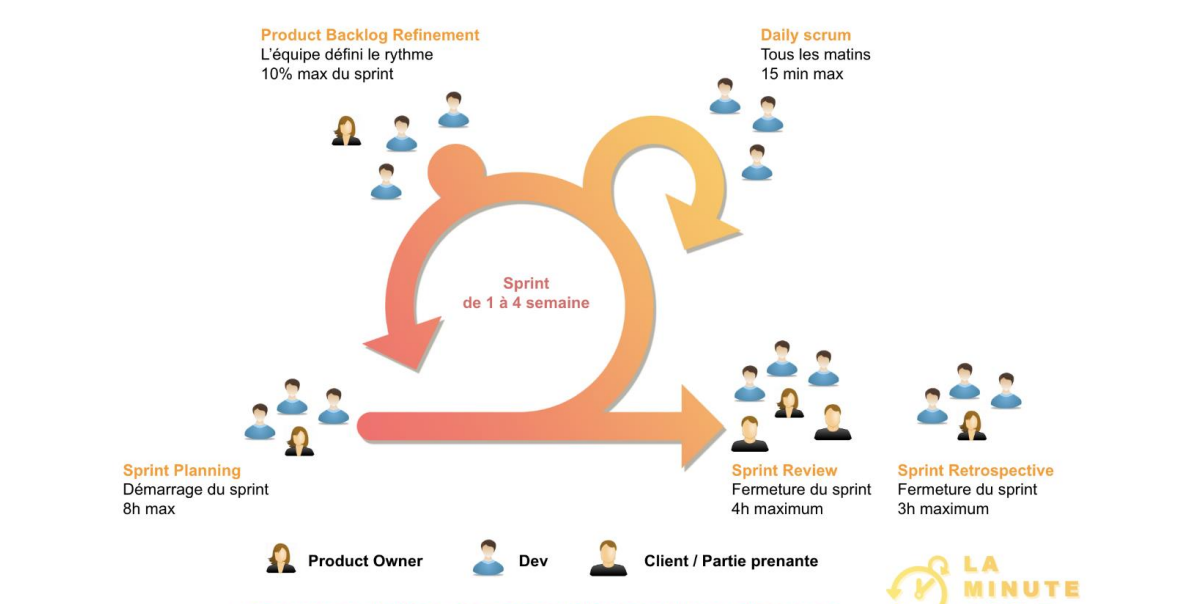 Product Backlog Refinement
L'équipe défini le rythme
10% max du sprint
Daily scrum
Tous les matins
15 min max
Sprint
de 1 à 4 semaine
Sprint Planning
Démarrage du sprint
8h max
Sprint Review
Fermeture du sprint
4h maximum
Sprint Retrospective
Fermeture du sprint
3h maximum
Product Owner
Dev
Client / Partie prenante
LA
MINUTE